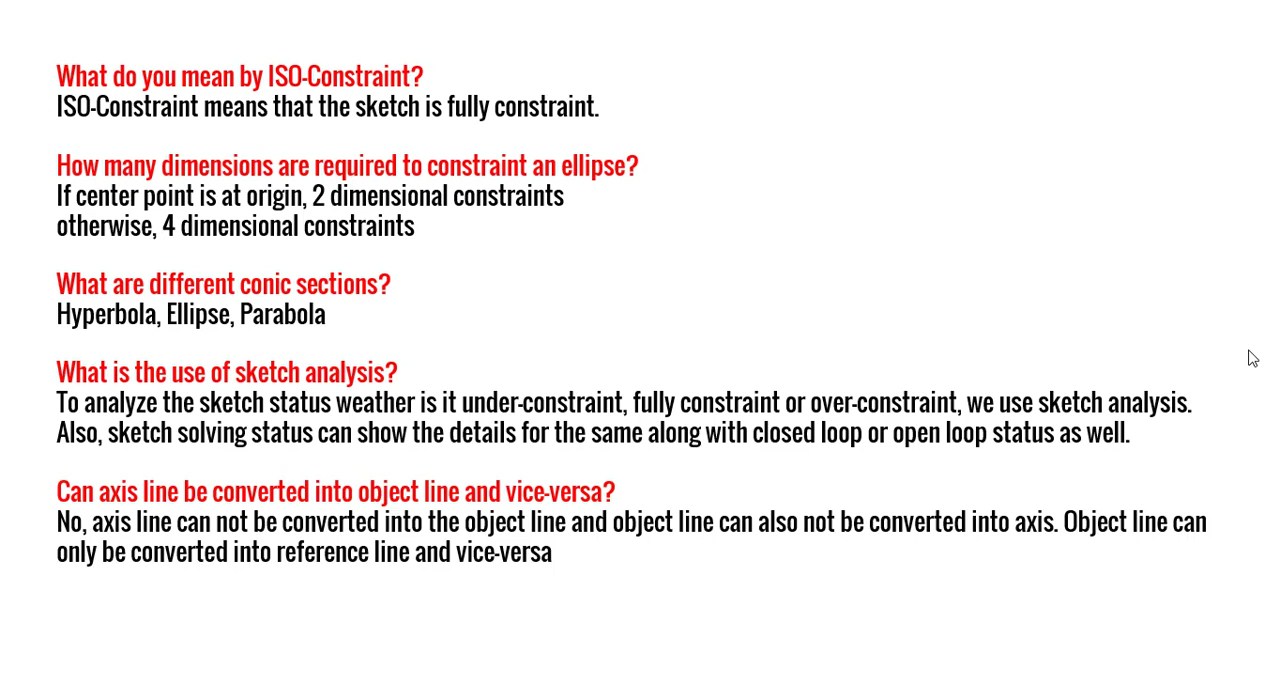 What do you mean by ISO-Constraint?
ISO-Constraint means that the sketch is fully constraint.
How many dimensions are required to constraint an ellipse?
If center point is at origin, 2 dimensional constraints
otherwise, 4 dimensional constraints
What are different conic sections?
Hyperbola, Ellipse, Parabola
What is the use of sketch analysis?
To analyze the sketch status weather is it under-constraint, fully constraint or over-constraint, we use sketch analysis.
Also, sketch solving status can show the details for the same along with closed loop or open loop status as well.
Can axis line be converted into object line and vice-versa?
No, axis line can not be converted into the object line and object line can also not be converted into axis. Object line can
only be converted into reference line and vice-versa